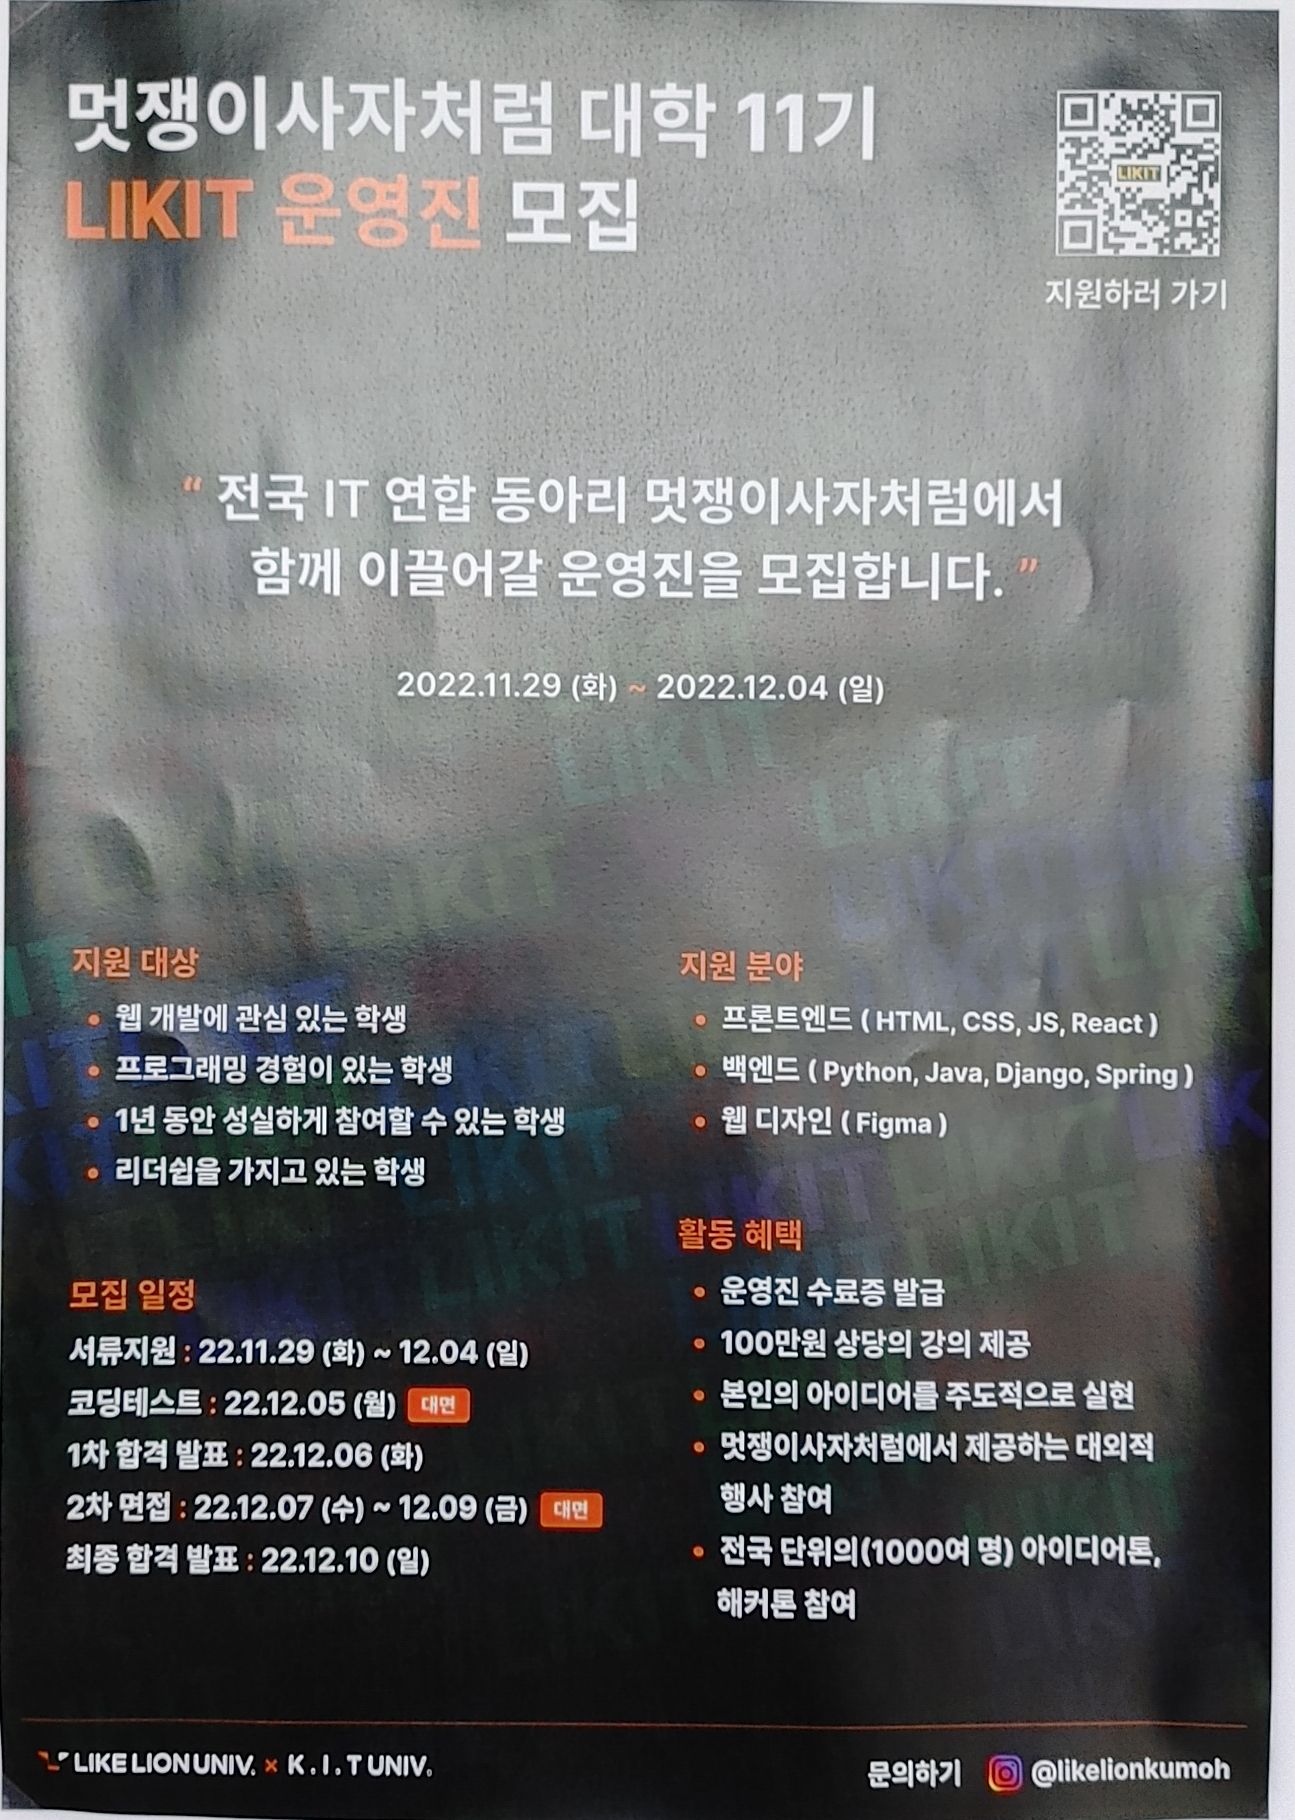 멋쟁이사자처럼 대학 11기
LIKIT 운영진 모집
LIKIT
지원하러 가기
“ 전국 IT 연합 동아리 멋쟁이사자처럼에서
함께 이끌어갈 운영진을 모집합니다. ”
2022.11.29 (화) ~ 2022.12.04 (일)
지원 대상
• 웹 개발에 관심 있는 학생
• 프로그래밍 경험이 있는 학생
• 1년 동안 성실하게 참여할 수 있는 학생
• 리더쉽을 가지고 있는 학생
모집 일정
서류지원 : 22.11.29 (화) ~ 12.04 (일)
코딩테스트 : 22.12.05 (월) 대면
1차 합격 발표 : 22.12.06 (화)
2차 면접 : 22.12.07 (수) ~ 12.09 (금) 대면
최종 합격 발표 : 22.12.10 (일)
지원 분야
• 프론트엔드 ( HTML, CSS, JS, React )
• 백엔드 ( Python, Java, Django, Spring )
• 웹 디자인 ( Figma )
활동 혜택
• 운영진 수료증 발급
• 100만원 상당의 강의 제공
• 본인의 아이디어를 주도적으로 실현
• 멋쟁이사자처럼에서 제공하는 대외적
행사 참여
• 전국 단위의(1000여 명) 아이디어톤,
해커톤 참여
LIKE LION UNIV. × K.I.T UNIV.
문의하기 @likelionkumoh